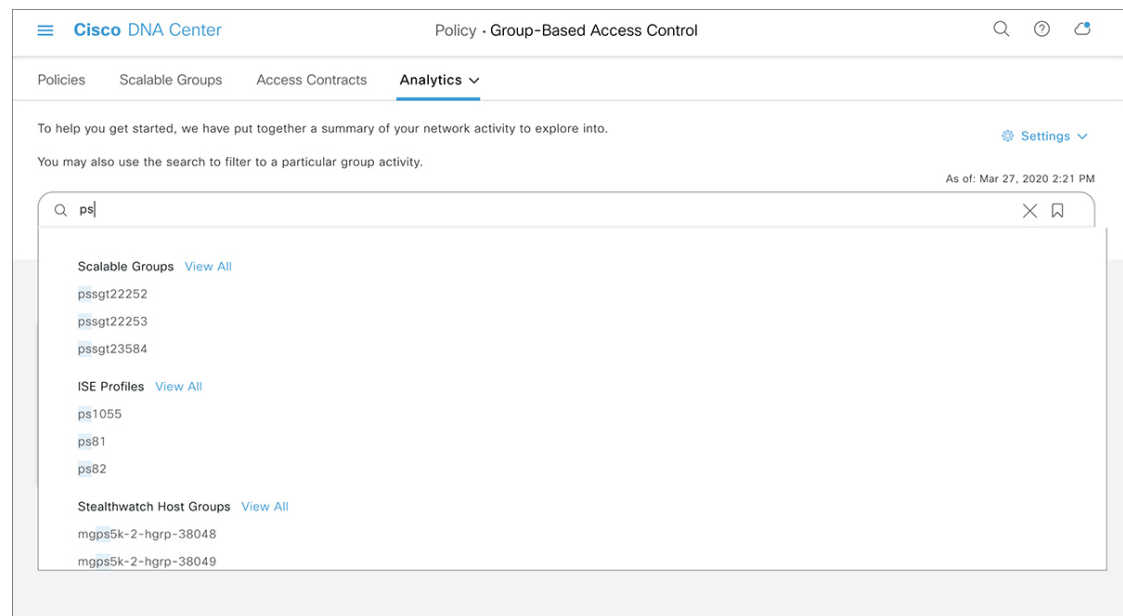 Cisco DNA Center
Policy · Group-Based Access Control
Policies Scalable Groups Access Contracts Analytics
To help you get started, we have put together a summary of your network activity to explore into.
Settings
You may also use the search to filter to a particular group activity.
As of: Mar 27, 2020 2:21 PM
ps
Scalable Groups View All
pssgt22252
pssgt22253
pssgt23584
ISE Profiles View All
ps1055
ps81
ps82
Stealthwatch Host Groups View All
mgps5k-2-hgrp-38048
mgps5k-2-hgrp-38049